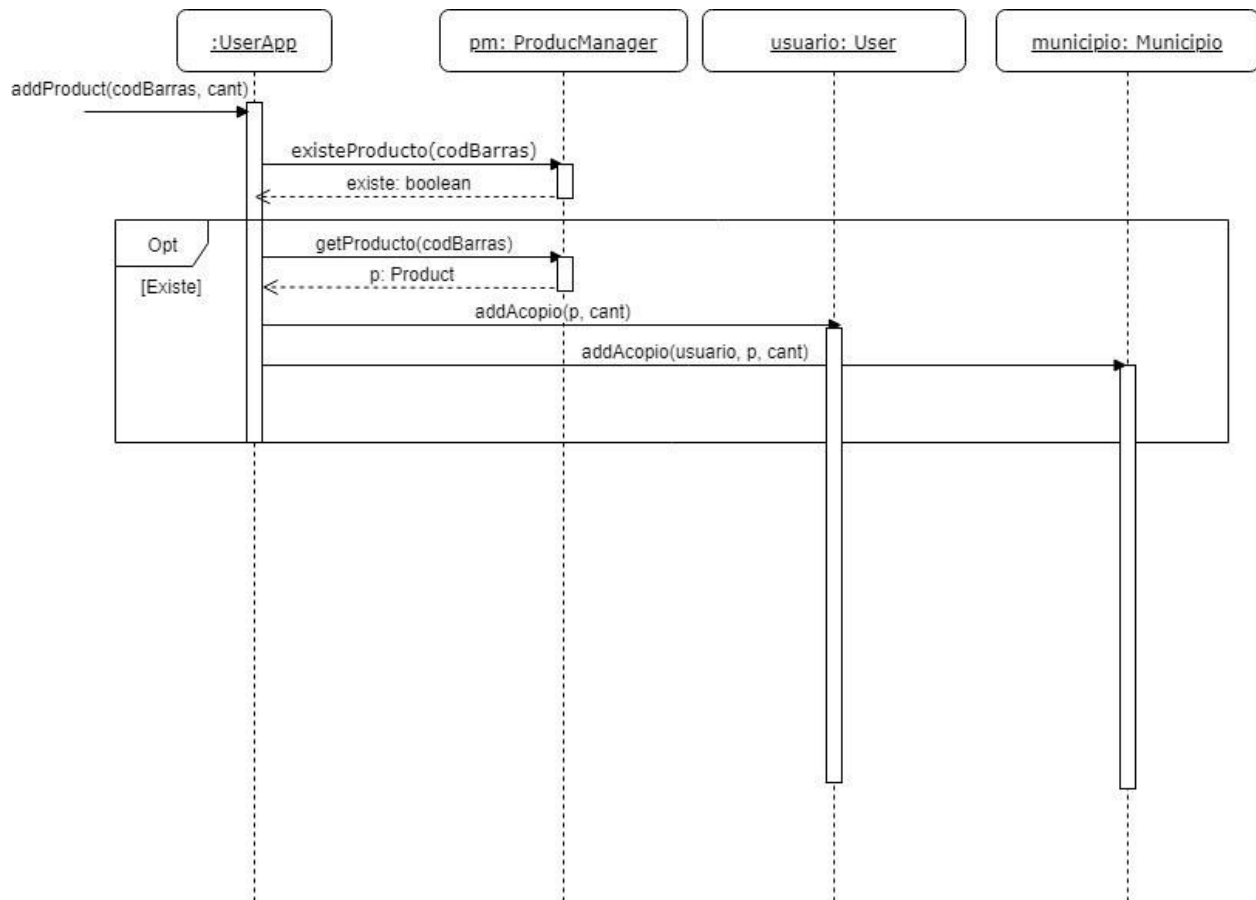 :UserApp
pm: ProducManager
usuario: User
municipio: Municipio
addProduct(codBarras, cant)
existeProducto(codBarras)
existe: boolean
Opt
getProducto(codBarras)
[Existe]
p: Product
addAcopio(p, cant)
addAcopio(usuario, p, cant)